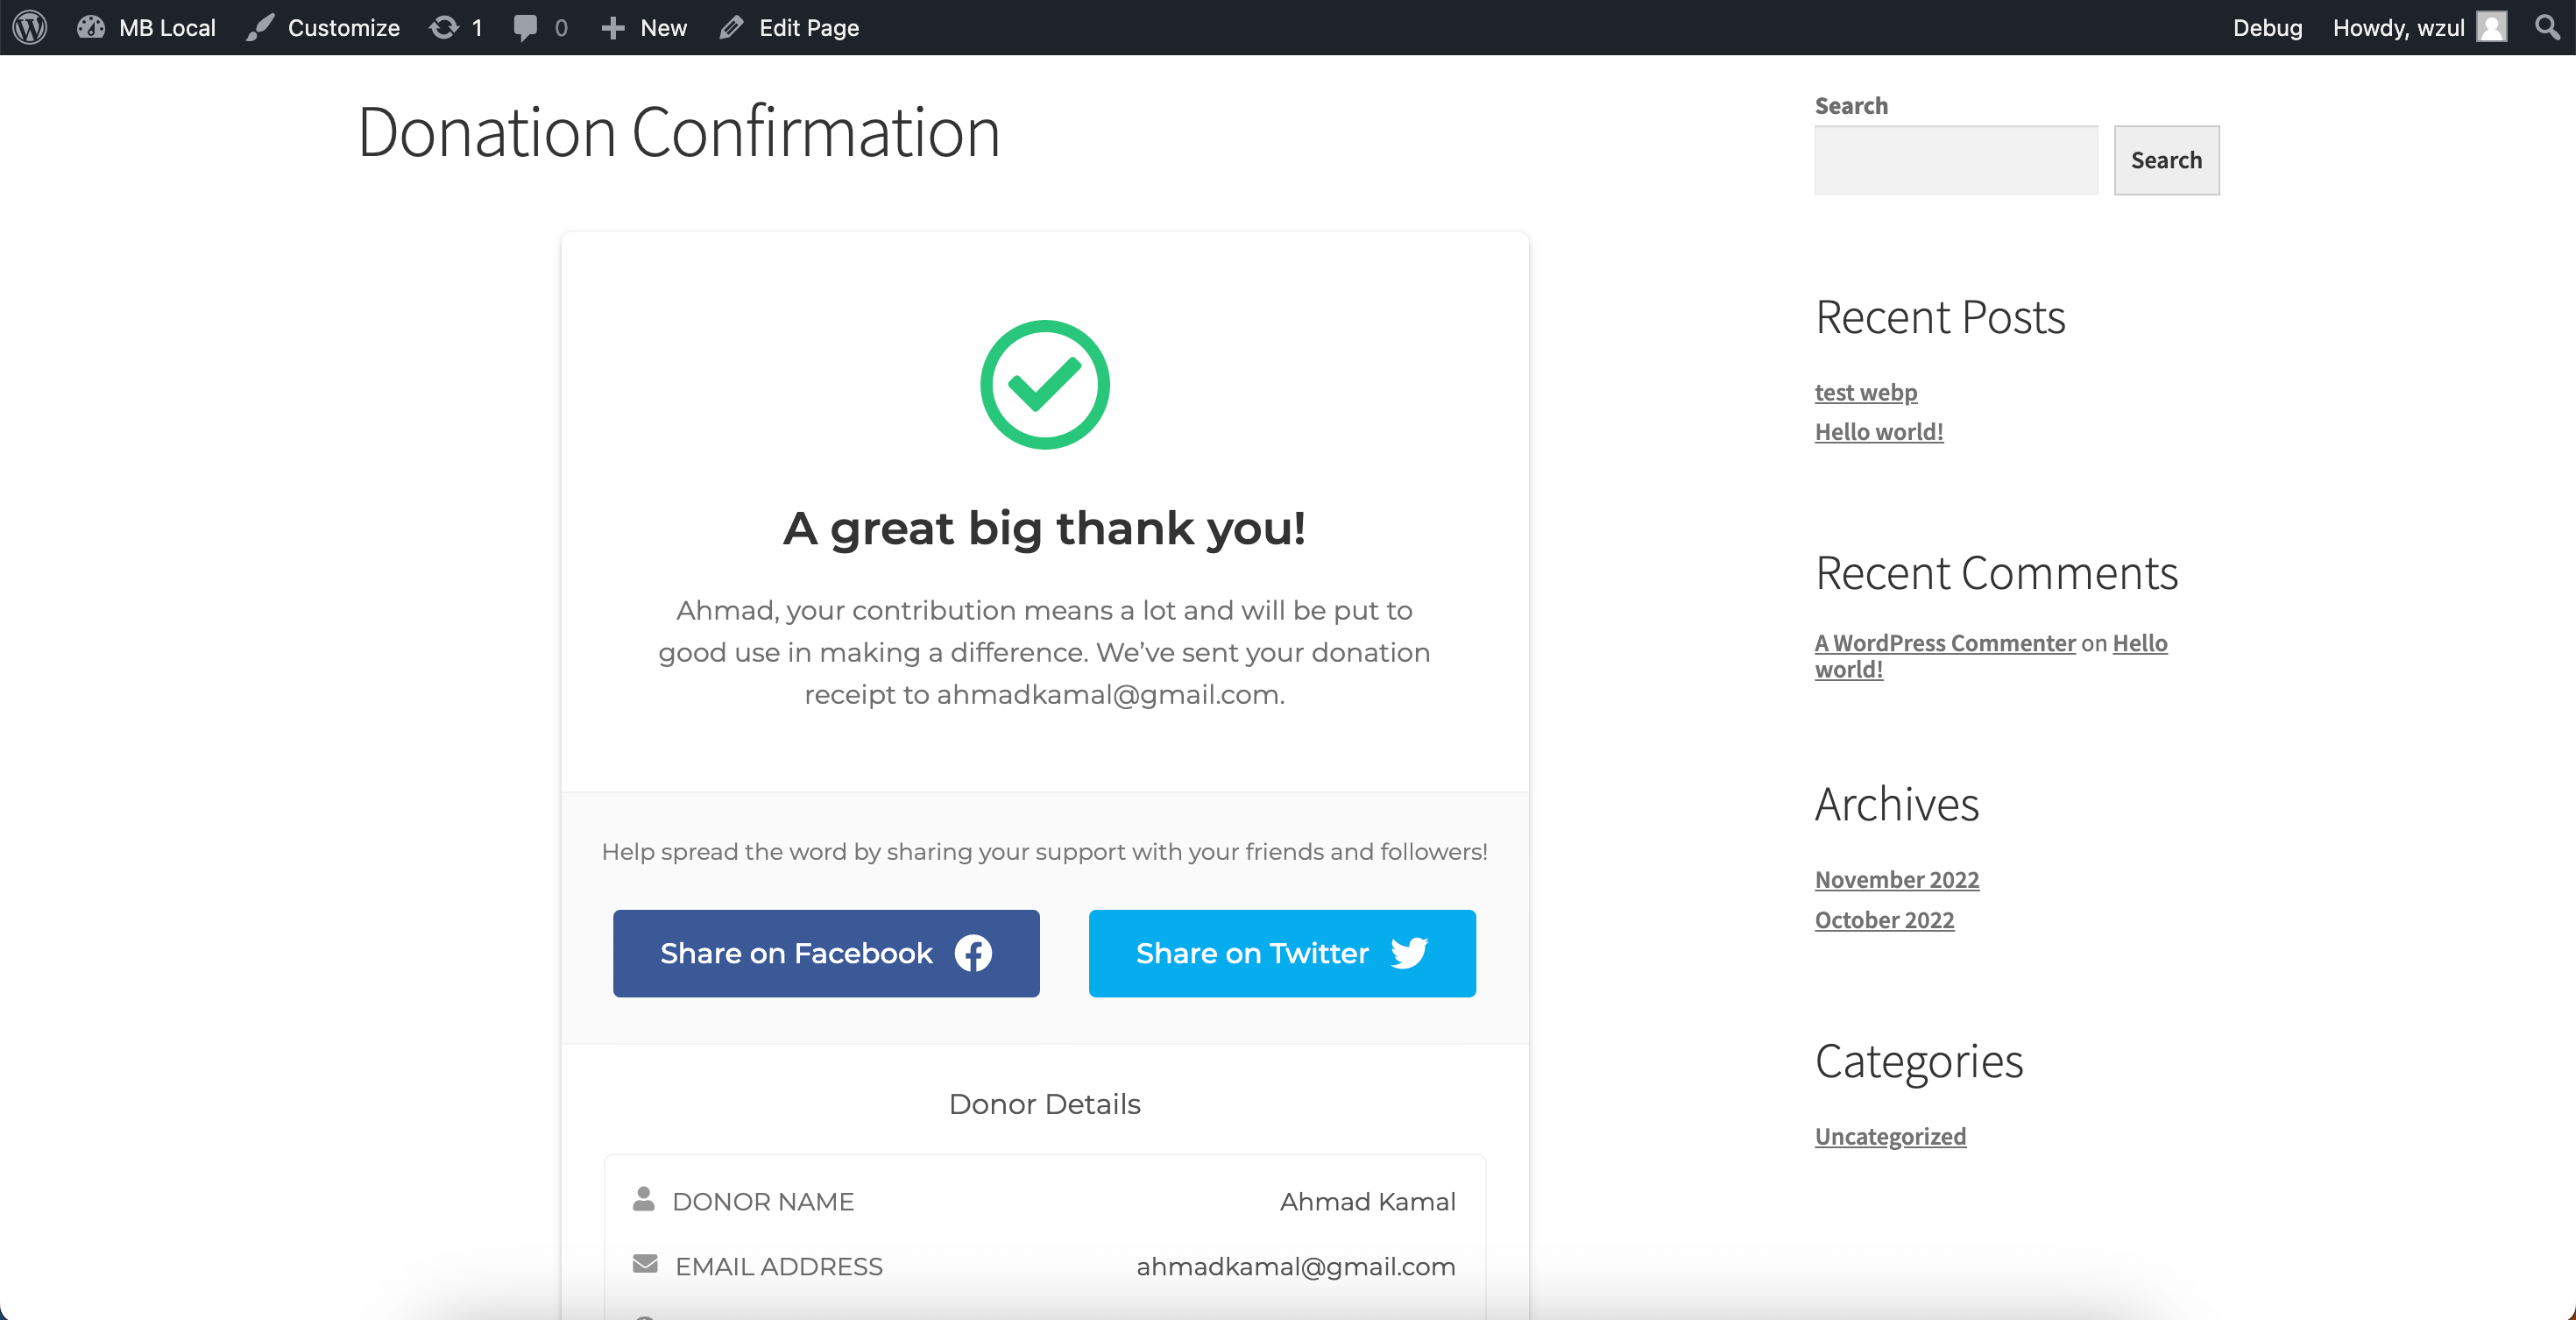 MB Local Customize 1 0 New Edit Page Debug Howdy, wzul
Donation Confirmation
A great big thank you!
Ahmad, your contribution means a lot and will be put to
good use in making a difference. We’ve sent your donation
receipt to ahmadkamal@gmail.com.
Help spread the word by sharing your support with your friends and followers!
Share on Facebook Share on Twitter
Donor Details
DONOR NAME Ahmad Kamal
EMAIL ADDRESS ahmadkamal@gmail.com
Search
Search
Recent Posts
test webp
Hello world!
Recent Comments
A WordPress Commenter on Hello
world!
Archives
November 2022
October 2022
Categories
Uncategorized